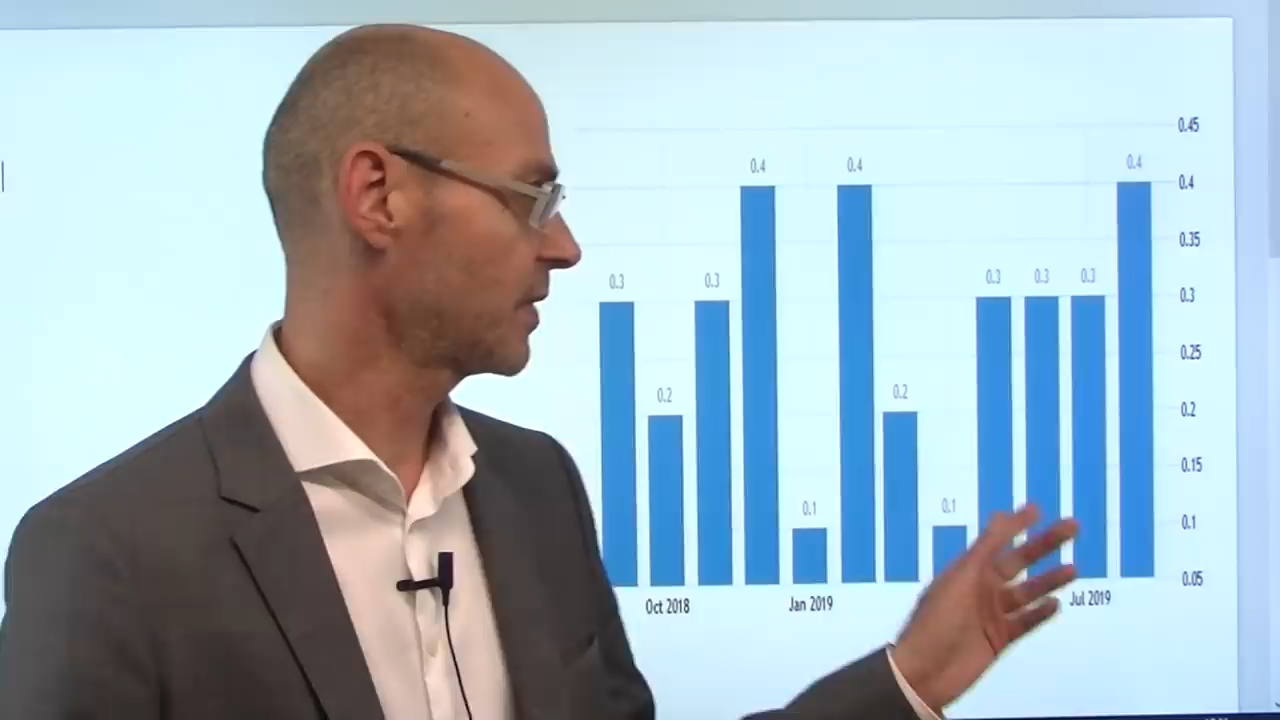 0.45
0.4 0.4 0.4 0.4
0.35
0.3 0.3 0.3 0.3 0.3 0.3
0.25
0.2 0.2 0.2
0.15
0.1 0.1 0.1
0.05
Oct 2018 Jan 2019 Jul 2019